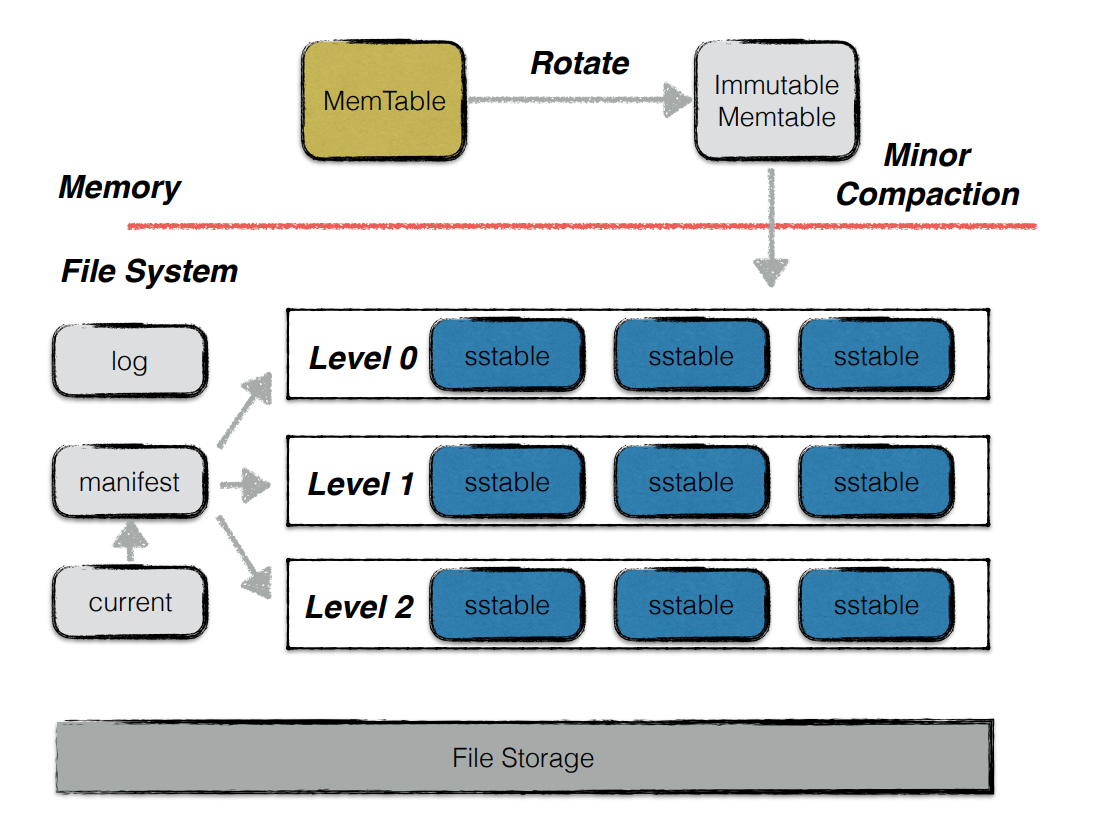 MemTable
Rotate
Immutable
Memtable
Minor
Compaction
Memory
File System
log
Level 0 sstable sstable sstable
manifest
Level 1 sstable sstable sstable
current
Level 2 sstable sstable sstable
File Storage